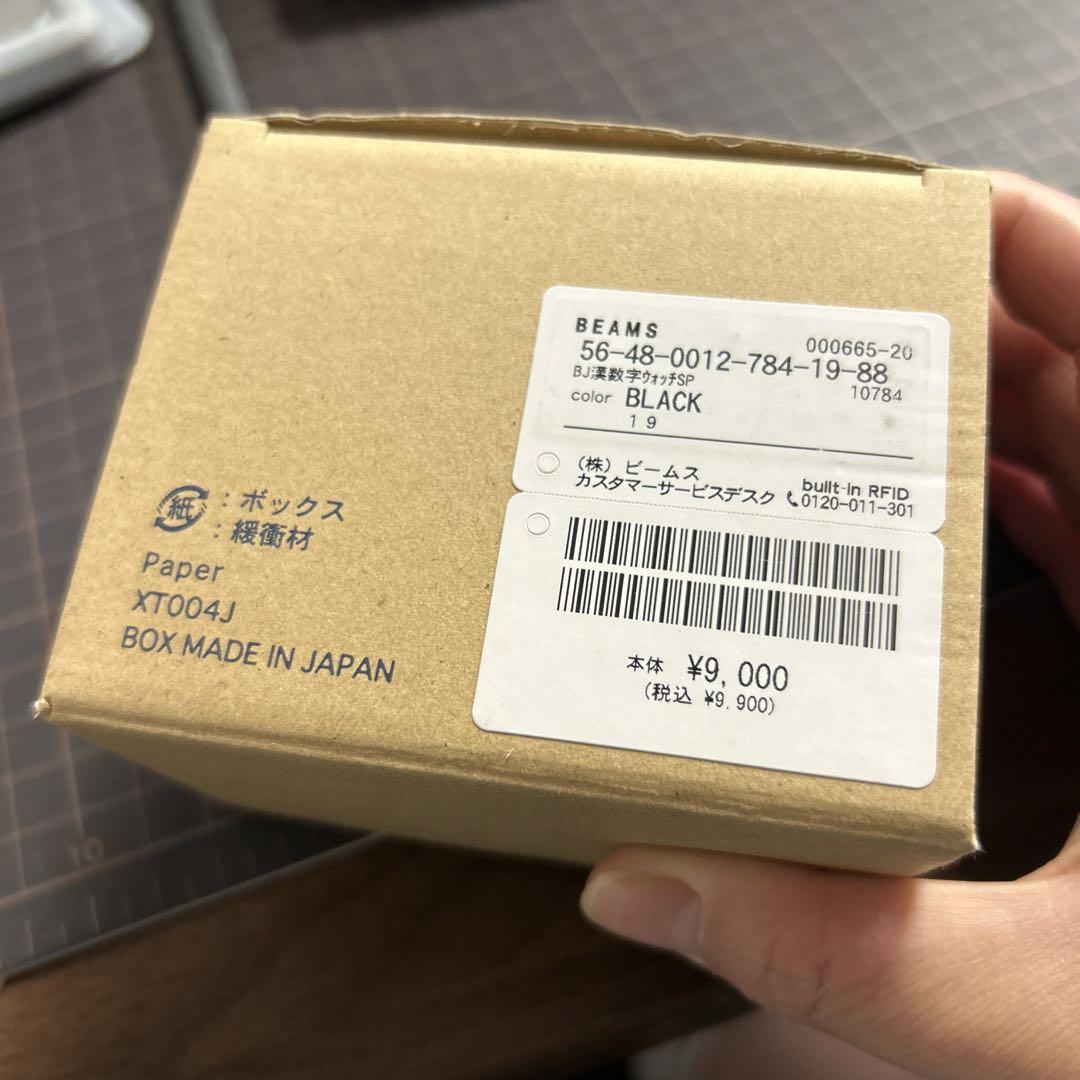 BEAMS
000665-20
56-48-0012-784-19-88
BJ漢数字ｳｫｯﾁSP
10784
color BLACK
19
(株) ビームス
カスタマーサービスデスク
built-in RFID
0120-011-301
本体 ¥9,000
(税込 ¥9,900)
紙 : ボックス
: 緩衝材
Paper
XT004J
BOX MADE IN JAPAN
10